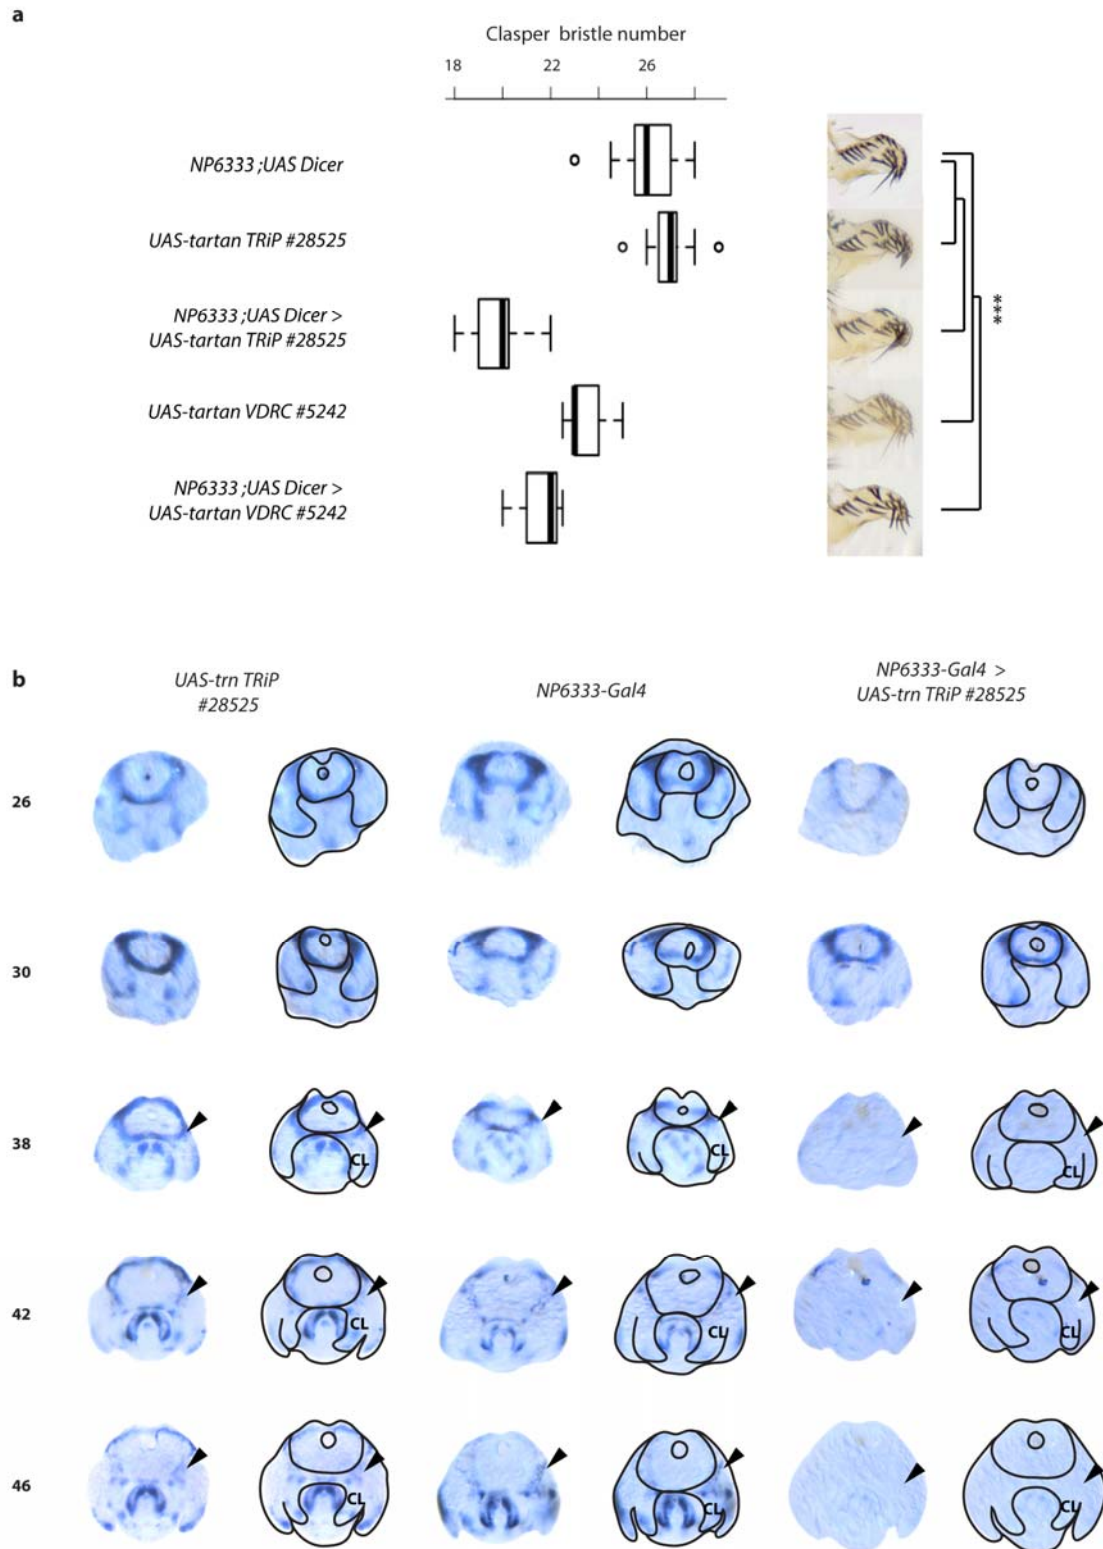 a
Clasper bristle number
18 22 26
NP6333 ;UAS Dicer
UAS-tartan TRiP #28525
NP6333 ;UAS Dicer >
UAS-tartan TRiP #28525
UAS-tartan VDRC #5242
NP6333 ;UAS Dicer >
UAS-tartan VDRC #5242
***
b
UAS-trn TRiP
#28525
NP6333-Gal4
NP6333-Gal4 >
UAS-trn TRiP #28525
26
30
38
CL CL CL
42
CL CL CL
46
CL CL CL